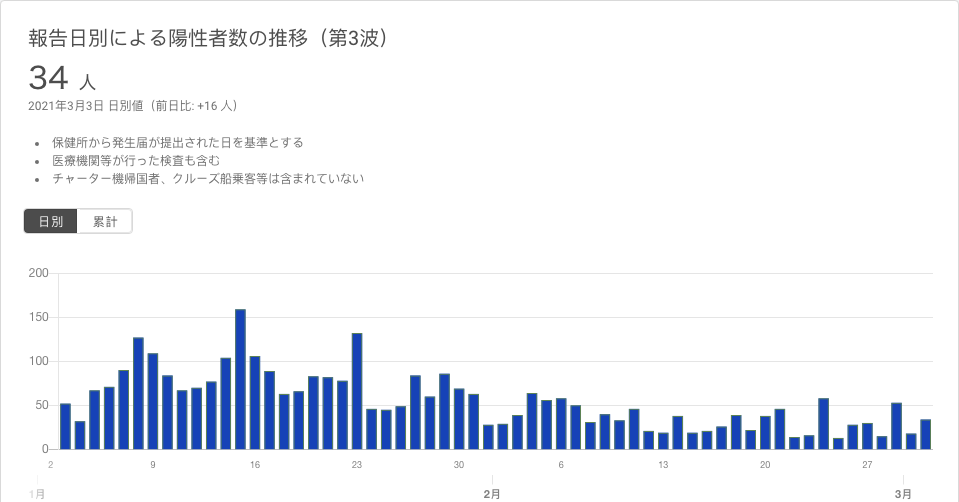 報告日別による陽性者数の推移（第3波）
34 人
2021年3月3日 日別値（前日比: +16 人）
保健所から発生届が提出された日を基準とする
医療機関等が行った検査も含む
チャーター機帰国者、クルーズ船乗客等は含まれていない
日別 累計
200
150
100
50
0
2 9 16 23 30 6 13 20 27
1月 2月 3月